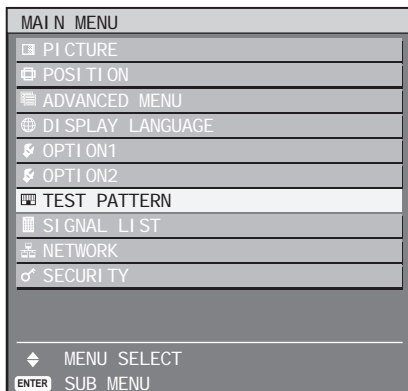 MAIN MENU
PICTURE
POSITION
ADVANCED MENU
DISPLAY LANGUAGE
OPTION1
OPTION2
TEST PATTERN
SIGNAL LIST
NETWORK
SECURITY
MENU SELECT
ENTER SUB MENU